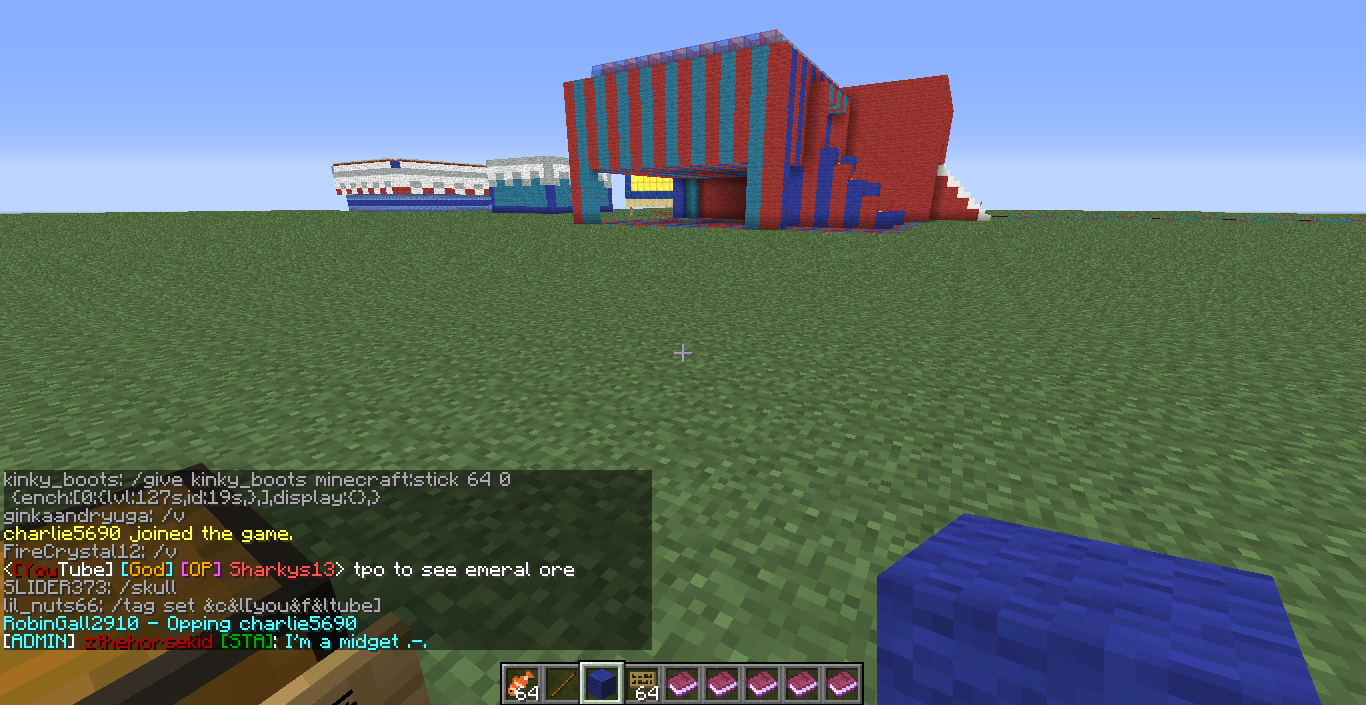 kinky_boots: /give kinky_boots minecraft:stick 64 0
{ench:[0:{lvl:127s,id:19s,},],display:{},}
ginkaandryuga: /v
charlie5690 joined the game.
FireCrystal12: /v
<[YouTube] [God] [OP] Sharkys13> tpo to see emeral ore
SLIDER373: /skull
lil_nuts66: /tag set &c&l[you&f&ltube]
RobinGall2910 - Opping charlie5690
[ADMIN] zthehorsekid [STA]: I'm a midget .-.
64
64